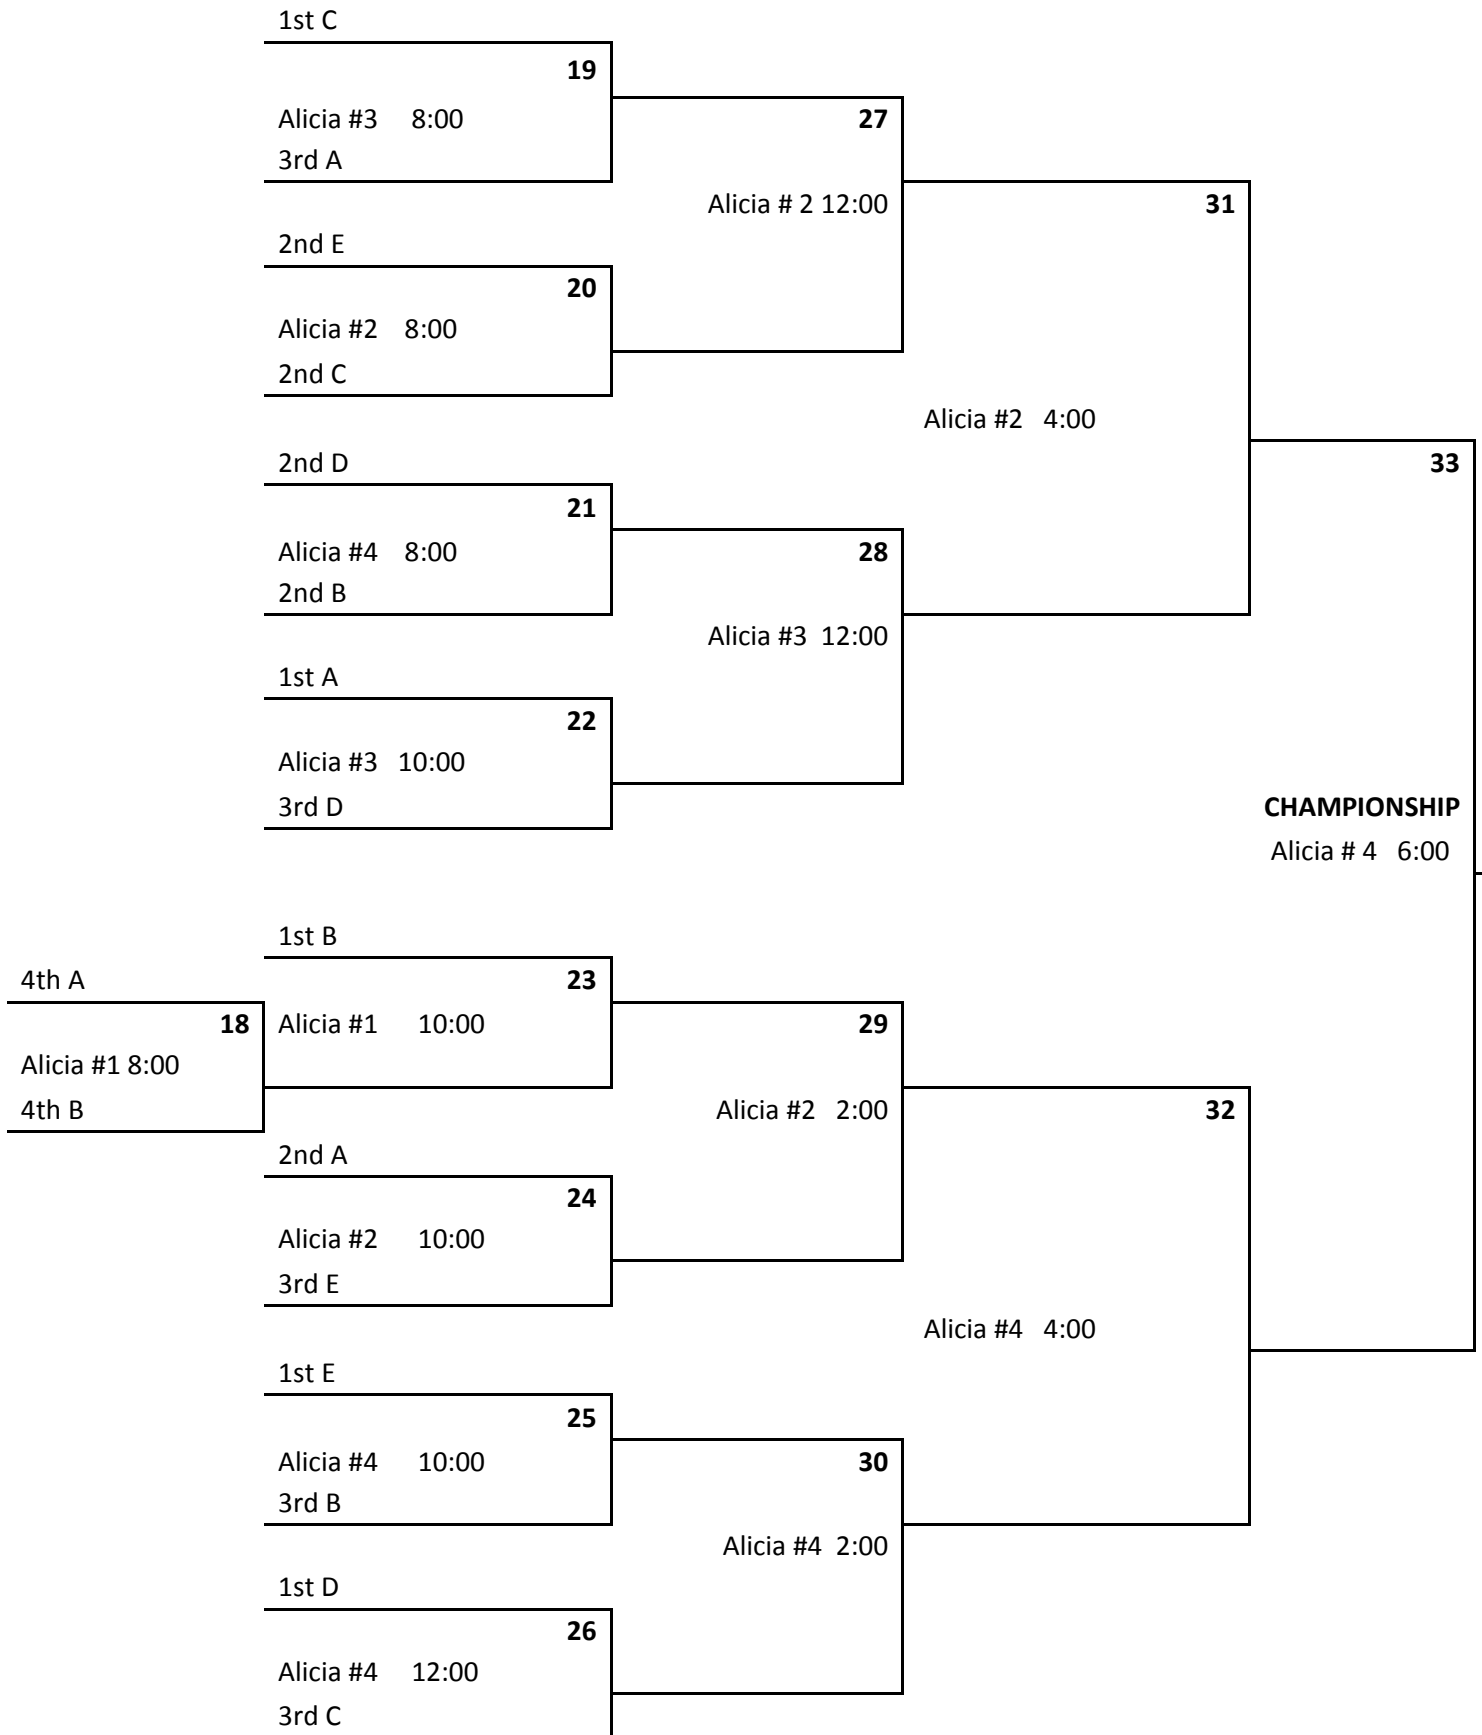 1st C
19
Alicia #3 8:00
3rd A
27
Alicia # 2 12:00
31
2nd E
20
Alicia #2 8:00
2nd C
Alicia #2 4:00
2nd D
33
21
Alicia #4 8:00
2nd B
28
Alicia #3 12:00
1st A
22
Alicia #3 10:00
3rd D
CHAMPIONSHIP
Alicia # 4 6:00
1st B
4th A
23
18
Alicia #1 10:00
29
Alicia #1 8:00
4th B
Alicia #2 2:00
32
2nd A
24
Alicia #2 10:00
3rd E
Alicia #4 4:00
1st E
25
Alicia #4 10:00
3rd B
30
Alicia #4 2:00
1st D
26
Alicia #4 12:00
3rd C